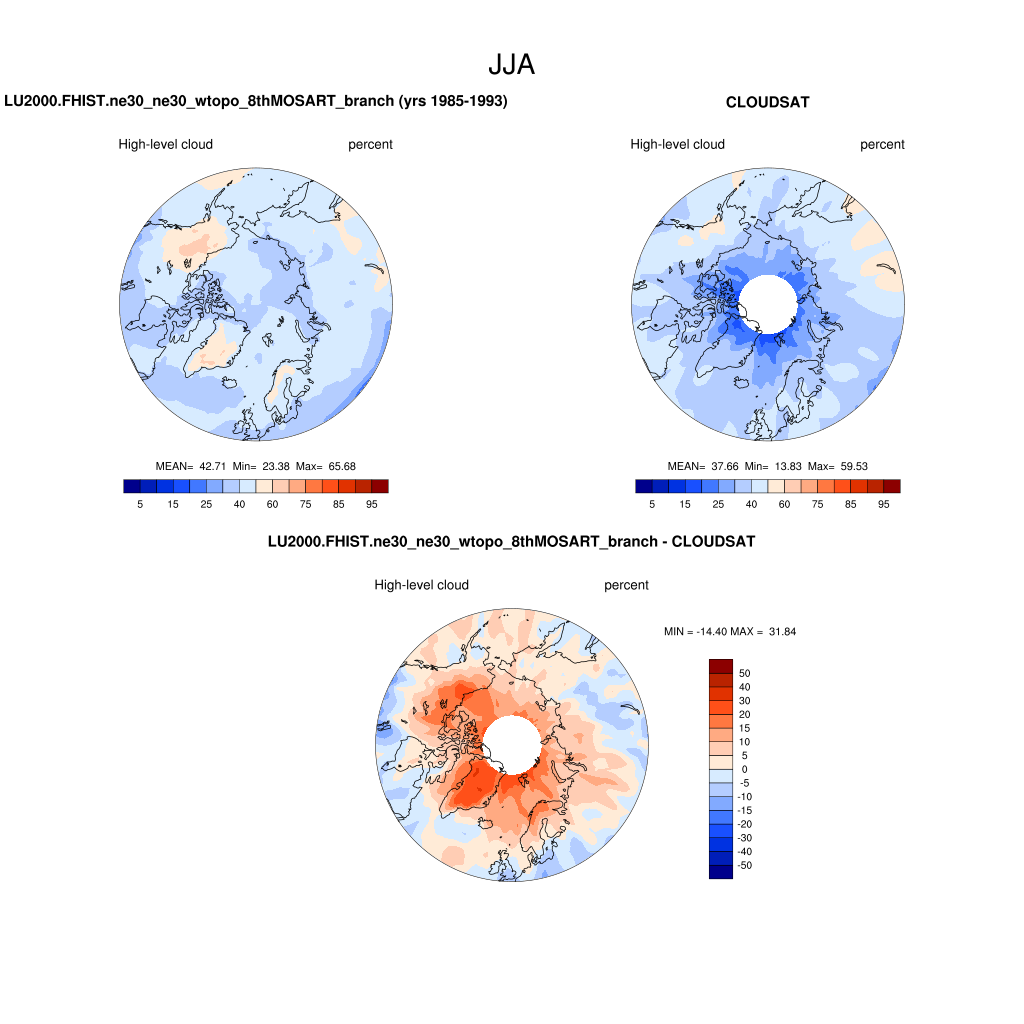 JJA
LU2000.FHIST.ne30_ne30_wtopo_8thMOSART_branch (yrs 1985-1993)
CLOUDSAT
High-level cloud percent
High-level cloud percent
MEAN= 42.71 Min= 23.38 Max= 65.68
MEAN= 37.66 Min= 13.83 Max= 59.53
5 15 25 40 60 75 85 95
5 15 25 40 60 75 85 95
LU2000.FHIST.ne30_ne30_wtopo_8thMOSART_branch - CLOUDSAT
High-level cloud percent
MIN = -14.40 MAX = 31.84
50
40
30
20
15
10
5
0
-5
-10
-15
-20
-30
-40
-50